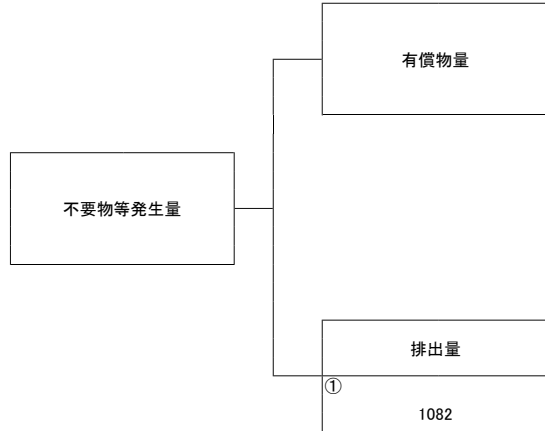 有償物量
不要物等発生量
排出量
①
1082